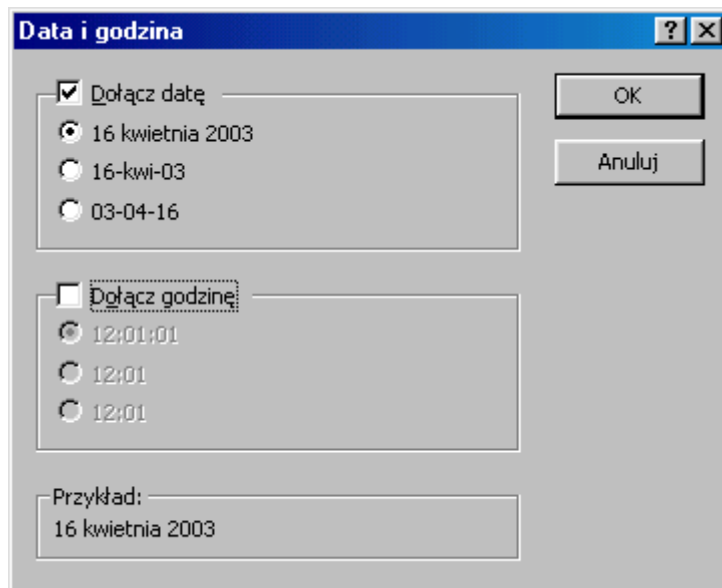 Data i godzina
Dołącz datę
OK
16 kwietnia 2003
16-kwi-03
Anuluj
03-04-16
Dołącz godzinę
12:01:01
12:01
12:01
Przykład:
16 kwietnia 2003